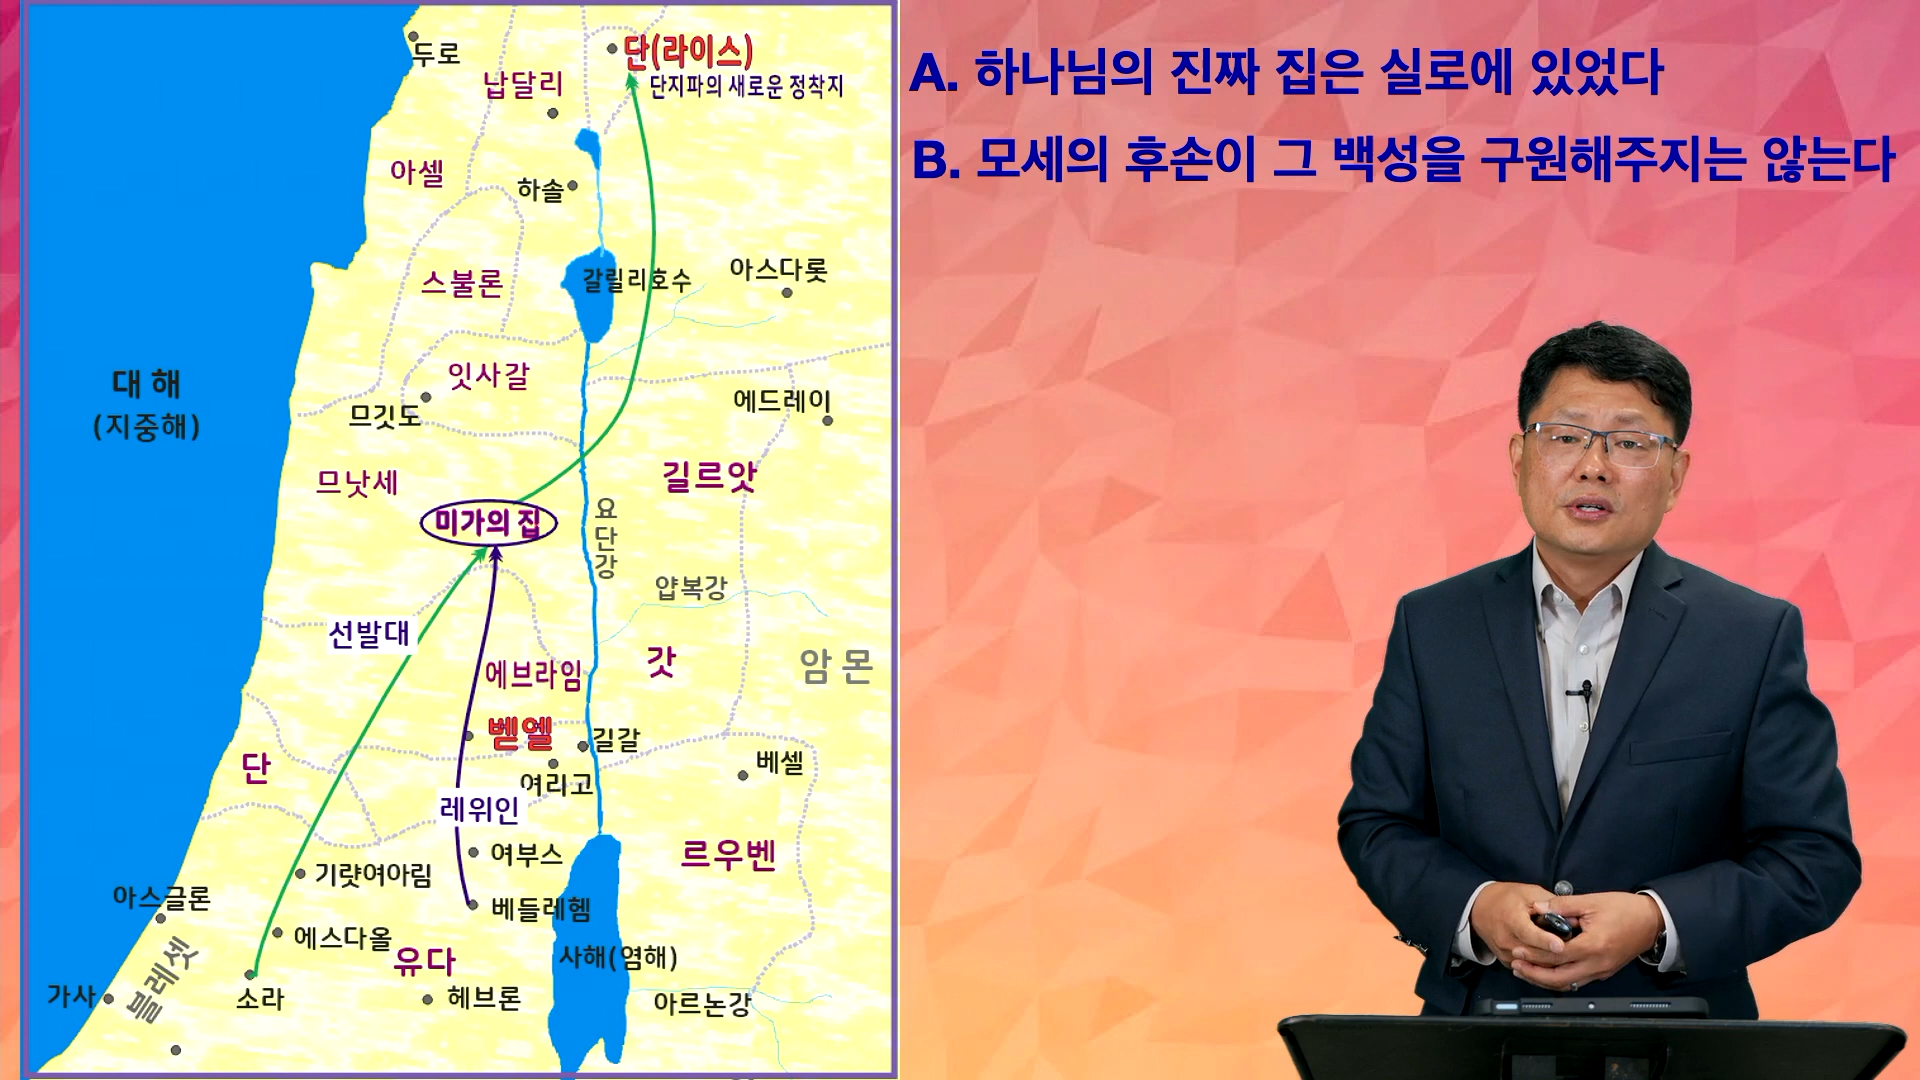 A. 하나님의 진짜 집은 실로에 있었다
B. 모세의 후손이 그 백성을 구원해주지는 않는다
두로
단(라이스)
단지파의 새로운 정착지
납달리
아셀
하솔
스불론
갈릴리호수
아스다롯
대 해
(지중해)
잇사갈
므깃도
에드레이
므낫세
길르앗
미가의 집
요단강
얍복강
선발대
에브라임
갓
암 몬
벧엘
길갈
단
여리고
베셀
레위인
여부스
르우벤
기럇여아림
아스글론
베들레헴
에스다올
유다
사해(염해)
블레셋
가사
소라
헤브론
아르논강